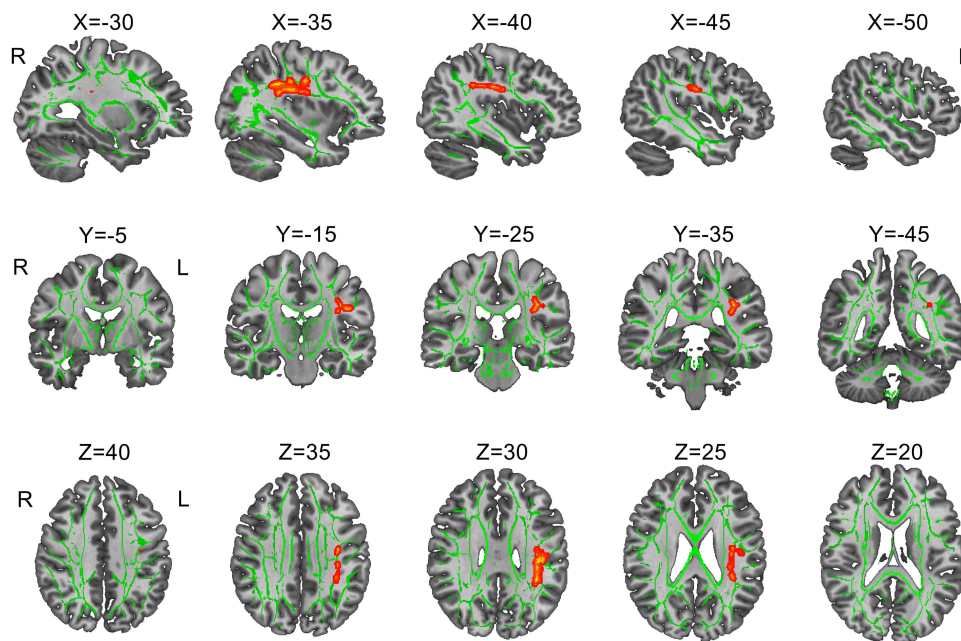 X=-30 X=-35 X=-40 X=-45 X=-50
R
Y=-5 Y=-15 Y=-25 Y=-35 Y=-45
R L
Z=40 Z=35 Z=30 Z=25 Z=20
R L